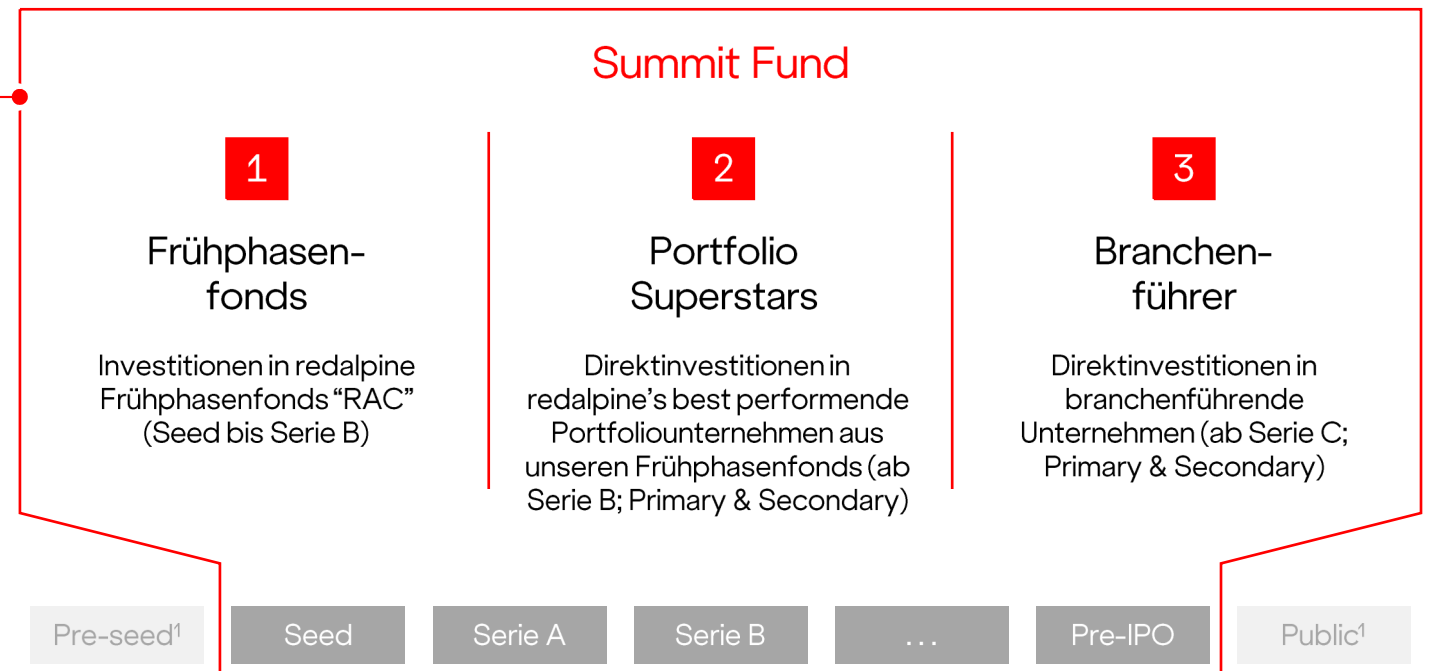 Summit Fund
1
Frühphasen-
fonds
Investitionen in redalpine
Frühphasenfonds “RAC”
(Seed bis Serie B)
2
Portfolio
Superstars
Direktinvestitionen in
redalpine’s best performende
Portfoliounternehmen aus
unseren Frühphasenfonds (ab
Serie B; Primary & Secondary)
3
Branchen-
führer
Direktinvestitionen in
branchenführende
Unternehmen (ab Serie C;
Primary & Secondary)
Pre-seed¹
Seed
Serie A
Serie B
...
Pre-IPO
Public¹